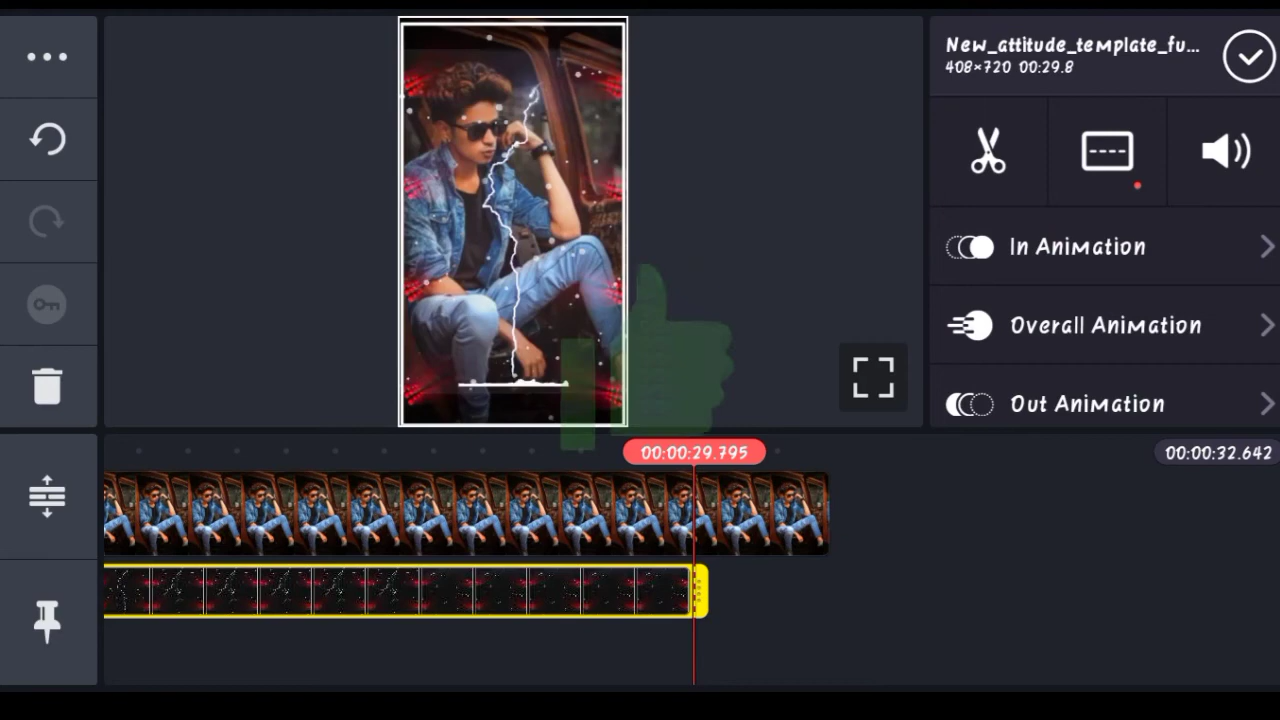 New_attitude_template_fu...
408×720 00:29.8
In Animation
Overall Animation
Out Animation
00:00:29.795
00:00:32.642